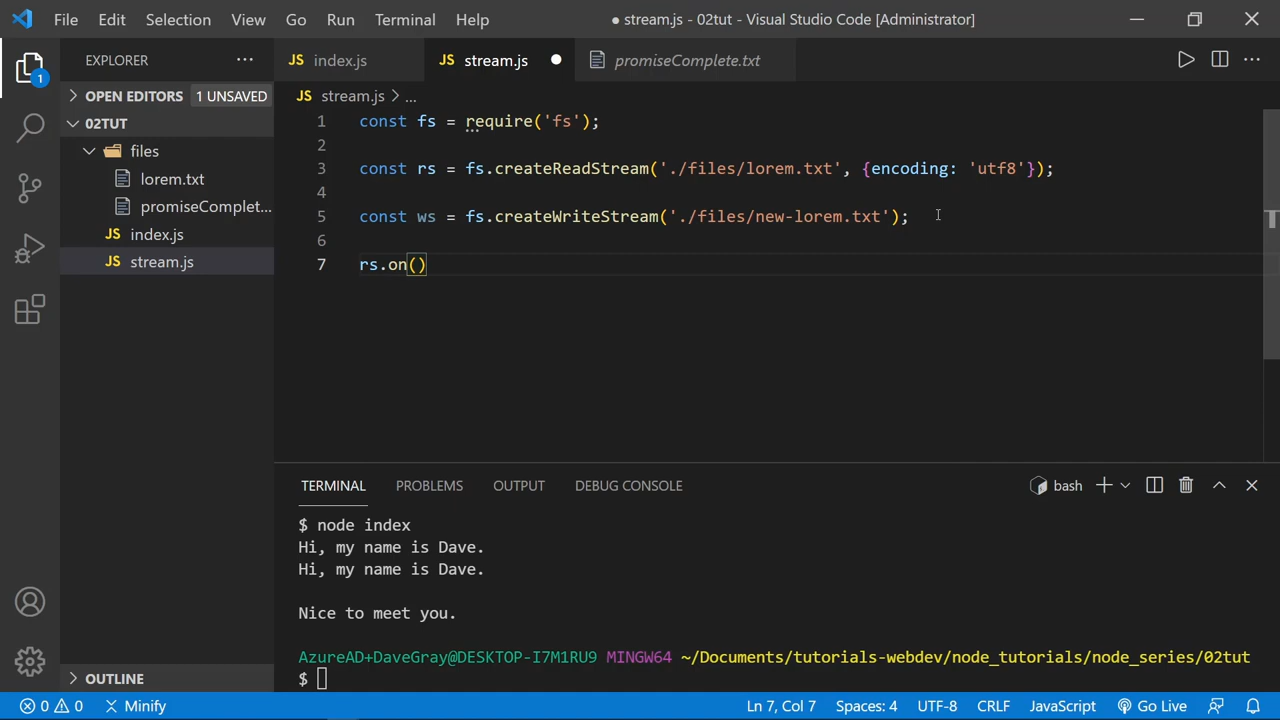 File Edit Selection View Go Run Terminal Help ● stream.js - 02tut - Visual Studio Code [Administrator]
EXPLORER ···
JS index.js JS stream.js ● promiseComplete.txt ···
1
OPEN EDITORS 1 UNSAVED
JS stream.js > ...
02TUT
files
lorem.txt
promiseComplet...
JS index.js
JS stream.js
1 const fs = require('fs');
2
3 const rs = fs.createReadStream('./files/lorem.txt', {encoding: 'utf8'});
4
5 const ws = fs.createWriteStream('./files/new-lorem.txt');
6
7 rs.on()
TERMINAL PROBLEMS OUTPUT DEBUG CONSOLE bash
$ node index
Hi, my name is Dave.
Hi, my name is Dave.
Nice to meet you.
AzureAD+DaveGray@DESKTOP-I7M1RU9 MINGW64 ~/Documents/tutorials-webdev/node_tutorials/node_series/02tut
$
OUTLINE
0 0 Minify Ln 7, Col 7 Spaces: 4 UTF-8 CRLF JavaScript Go Live